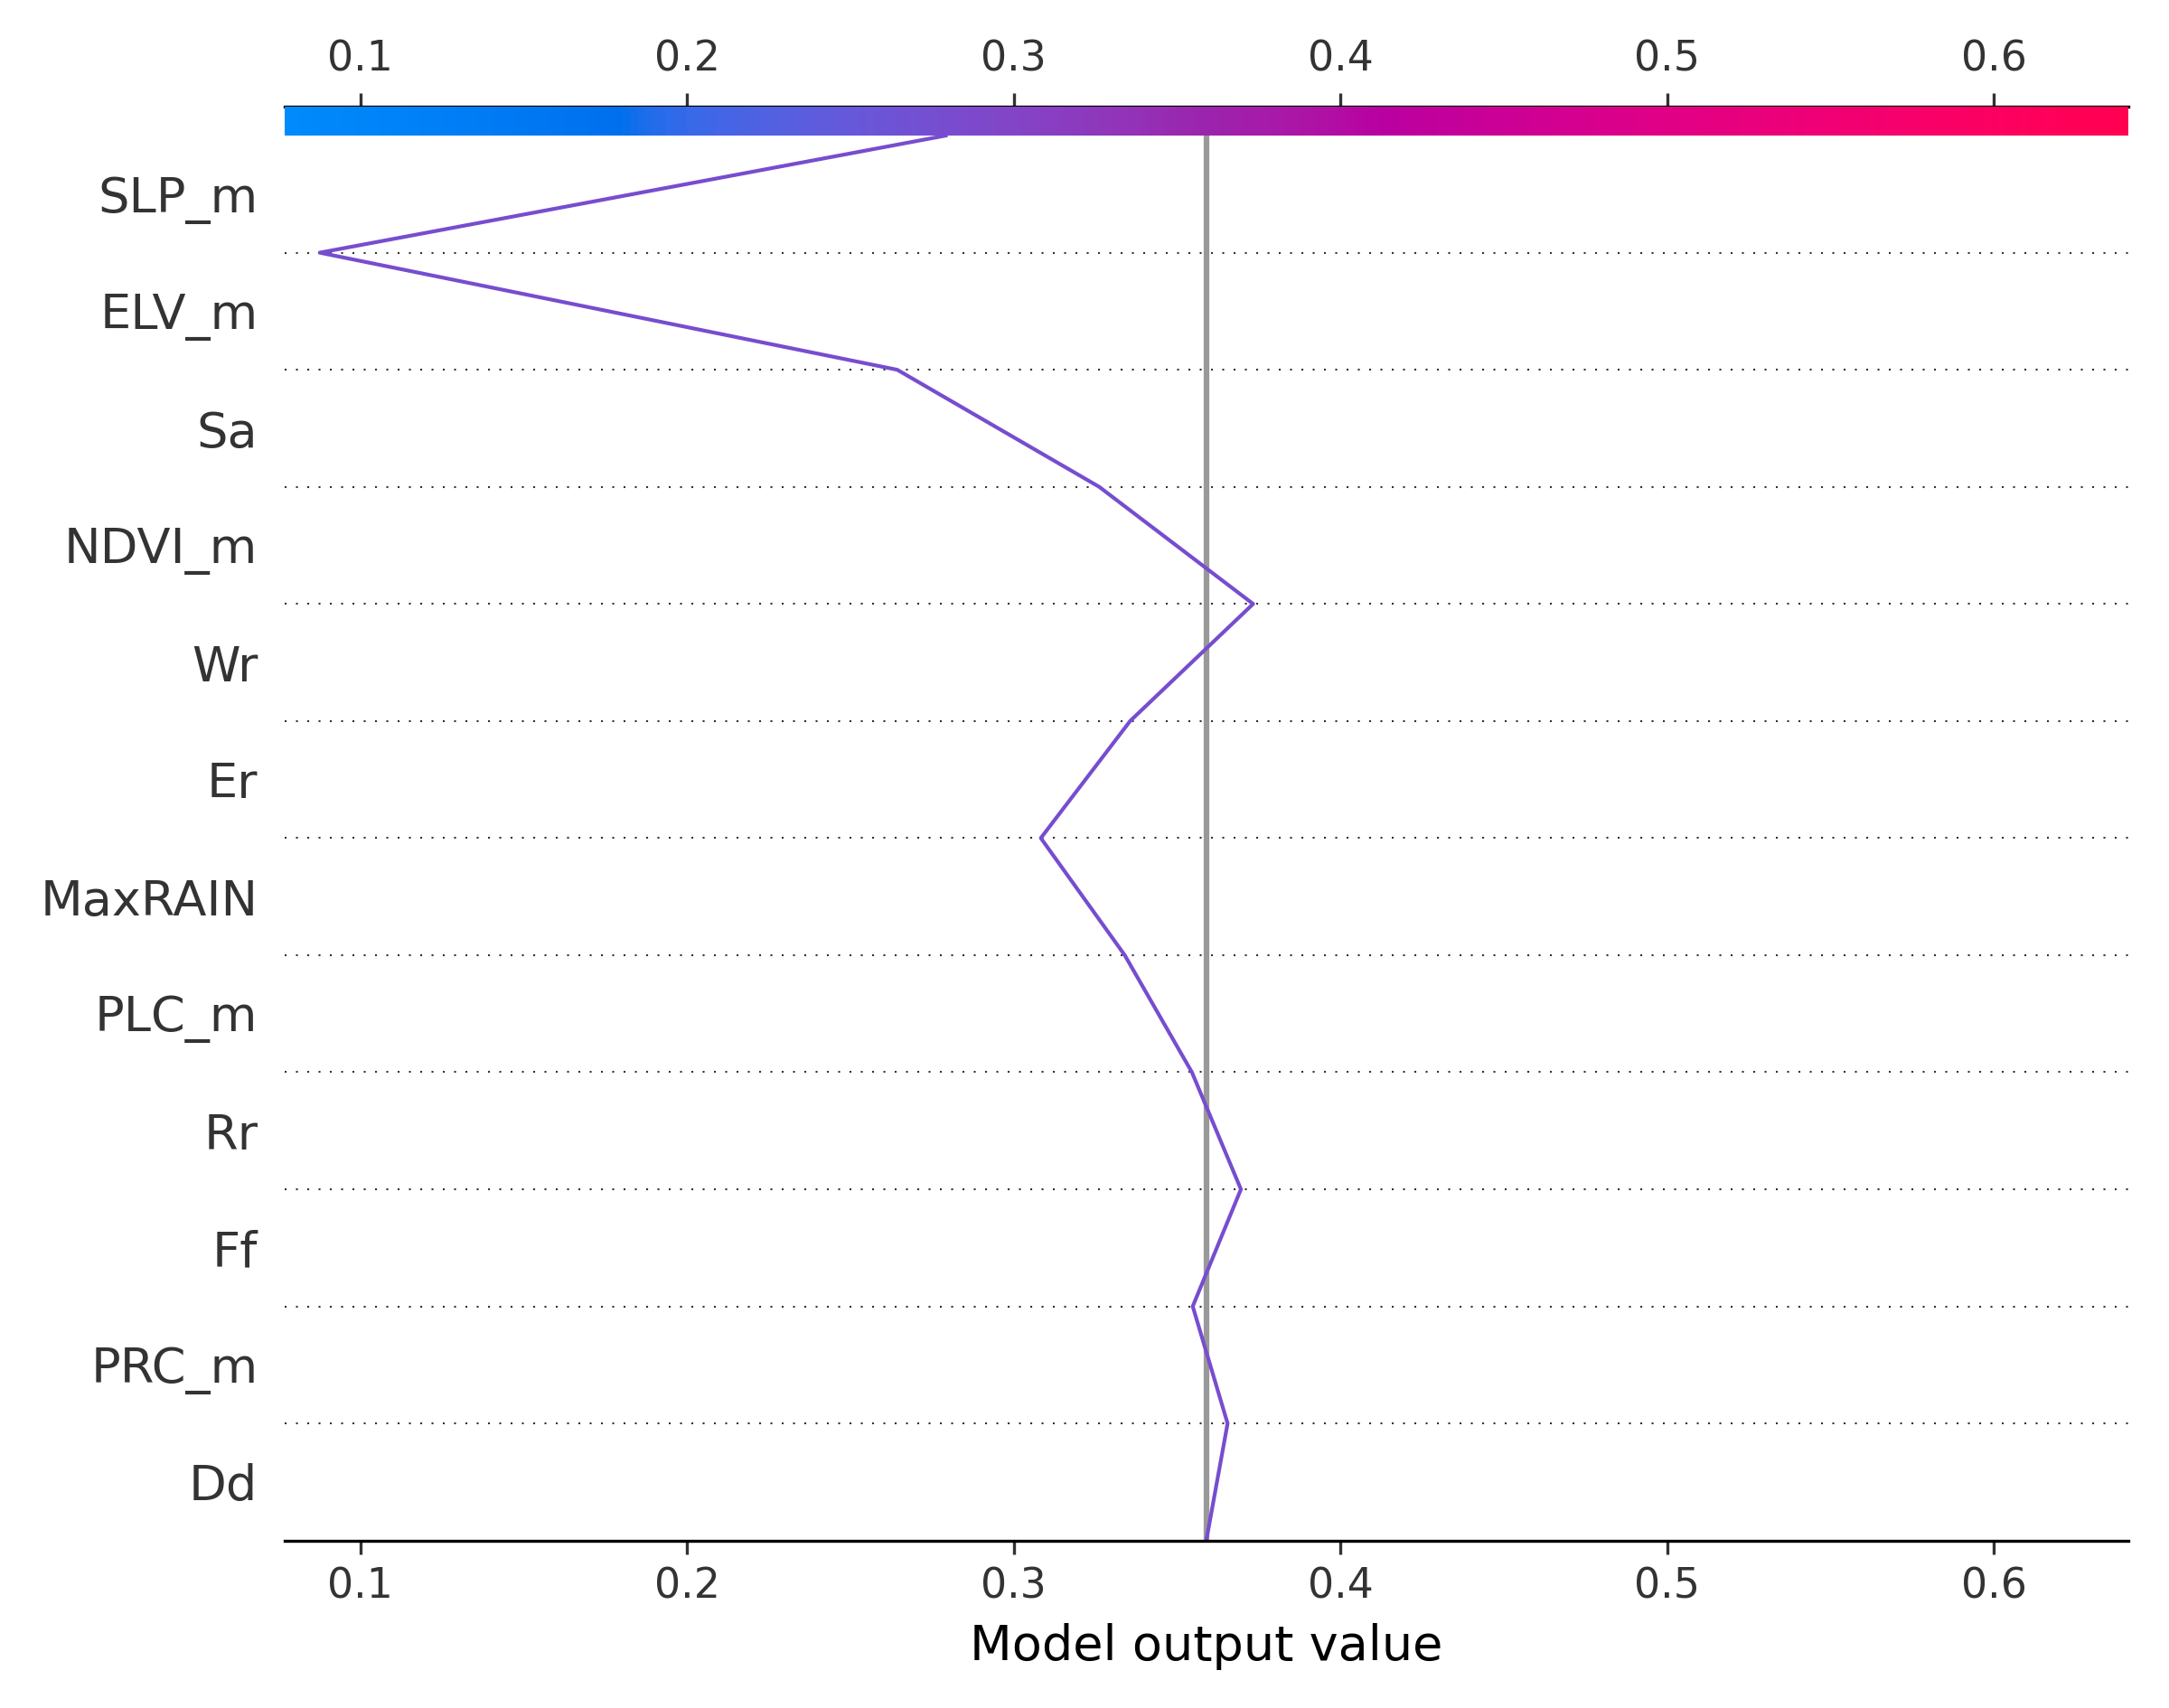 0.1 0.2 0.3 0.4 0.5 0.6
SLP_m
ELV_m
Sa
NDVI_m
Wr
Er
MaxRAIN
PLC_m
Rr
Ff
PRC_m
Dd
0.1 0.2 0.3 0.4 0.5 0.6
Model output value